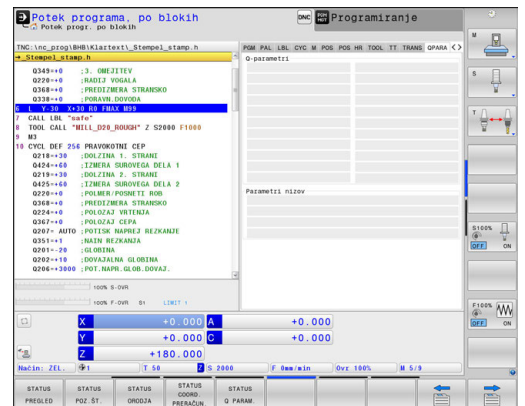 Potek programa, po blokih
Potek progr. po blokih
DNC
Programiranje
TNC:\nc_prog\BHB\Klartext\_Stempel_stamp.h
→_Stempel_stamp.h
Q349=+0 ;3. OMEJITEV
Q220=+0 ;RADIJ VOGALA
Q368=+0 ;PREDIZMERA STRANSKO
Q338=+0 ;PORAVN.DOVODA
6 L Y-30 X+30 R0 FMAX M99
7 CALL LBL "safe"
8 TOOL CALL "MILL_D20_ROUGH" Z S2000 F1000
9 M3
10 CYCL DEF 256 PRAVOKOTNI CEP
Q218=+30 ;DOLZINA 1. STRANI
Q424=+60 ;IZMERA SUROVEGA DELA 1
Q219=+30 ;DOLZINA 2. STRANI
Q425=+60 ;IZMERA SUROVEGA DELA 2
Q220=+0 ;POLMER/POSNETI ROB
Q368=+0 ;PREDIZMERA STRANSKO
Q224=+0 ;POLOZAJ VRTENJA
Q367=+0 ;POLOZAJ CEPA
Q207= AUTO ;POTISK NAPREJ REZKANJE
Q351=+1 ;NAIN REZKANJA
Q201=-20 ;GLOBINA
Q202=+10 ;DOVAJALNA GLOBINA
Q206=+3000 ;POT.NAPR.GLOB.DOVAJ.
PGM PAL LBL CYC M POS POS HR TOOL TT TRANS QPARA
Q-parametri
Parametri nizov
100% S-OVR
100% F-OVR S1 LIMIT 1
X +0.000 A +0.000
Y +0.000 C +0.000
Z +180.000
Način: ŽEL. 1 T 50 Z S 2000 F 0mm/min Ovr 100% M 5/9
STATUS PREGLED
STATUS POZ.ŠT.
STATUS ORODJA
STATUS COORD. PRERAČUN.
STATUS Q PARAM.
M
S
T
S100%
OFF ON
F100%
OFF ON